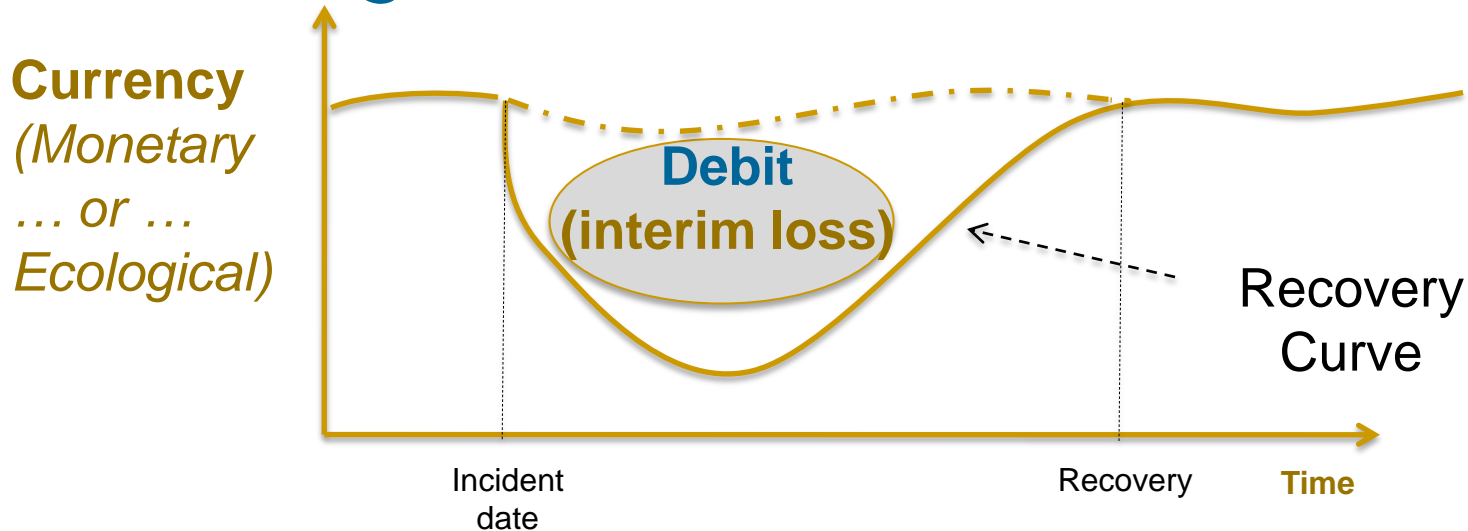 Currency
(Monetary
… or …
Ecological)
Debit
(interim loss)
Recovery
Curve
Incident
date
Recovery
Time